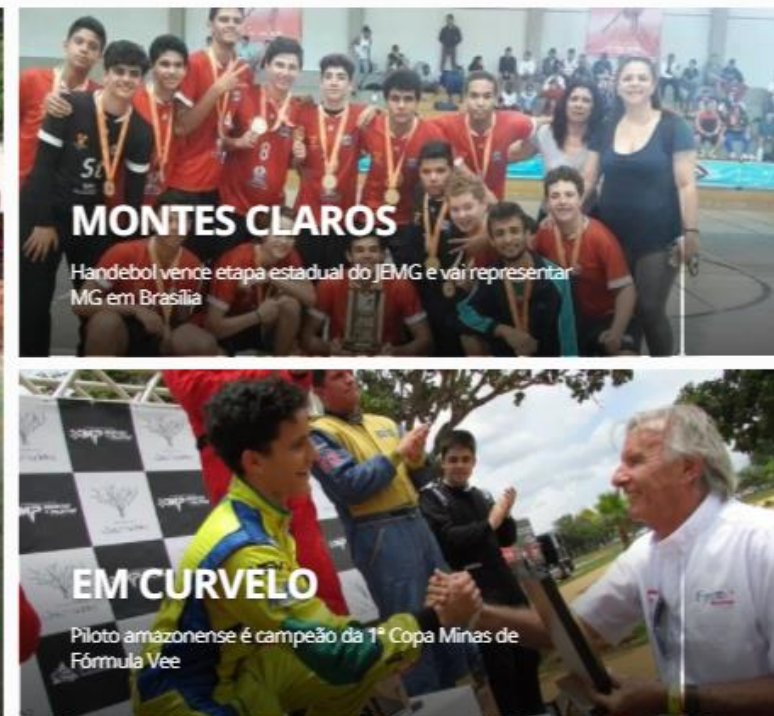 MONTES CLAROS
Handebol vence etapa estadual do JEMG e vai representar
MG em Brasília
EM CURVELO
Piloto amazonense é campeão da 1ª Copa Minas de
Fórmula Vee